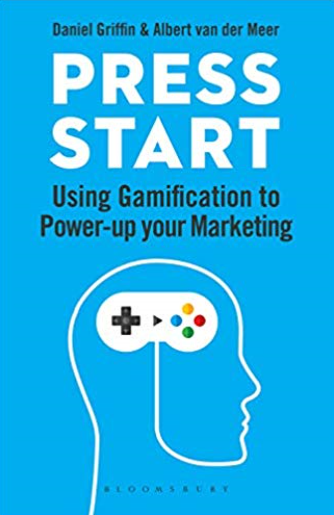 Daniel Griffin & Albert van der Meer
PRESS
START
Using Gamification to
Power-up your Marketing
BLOOMSBURY